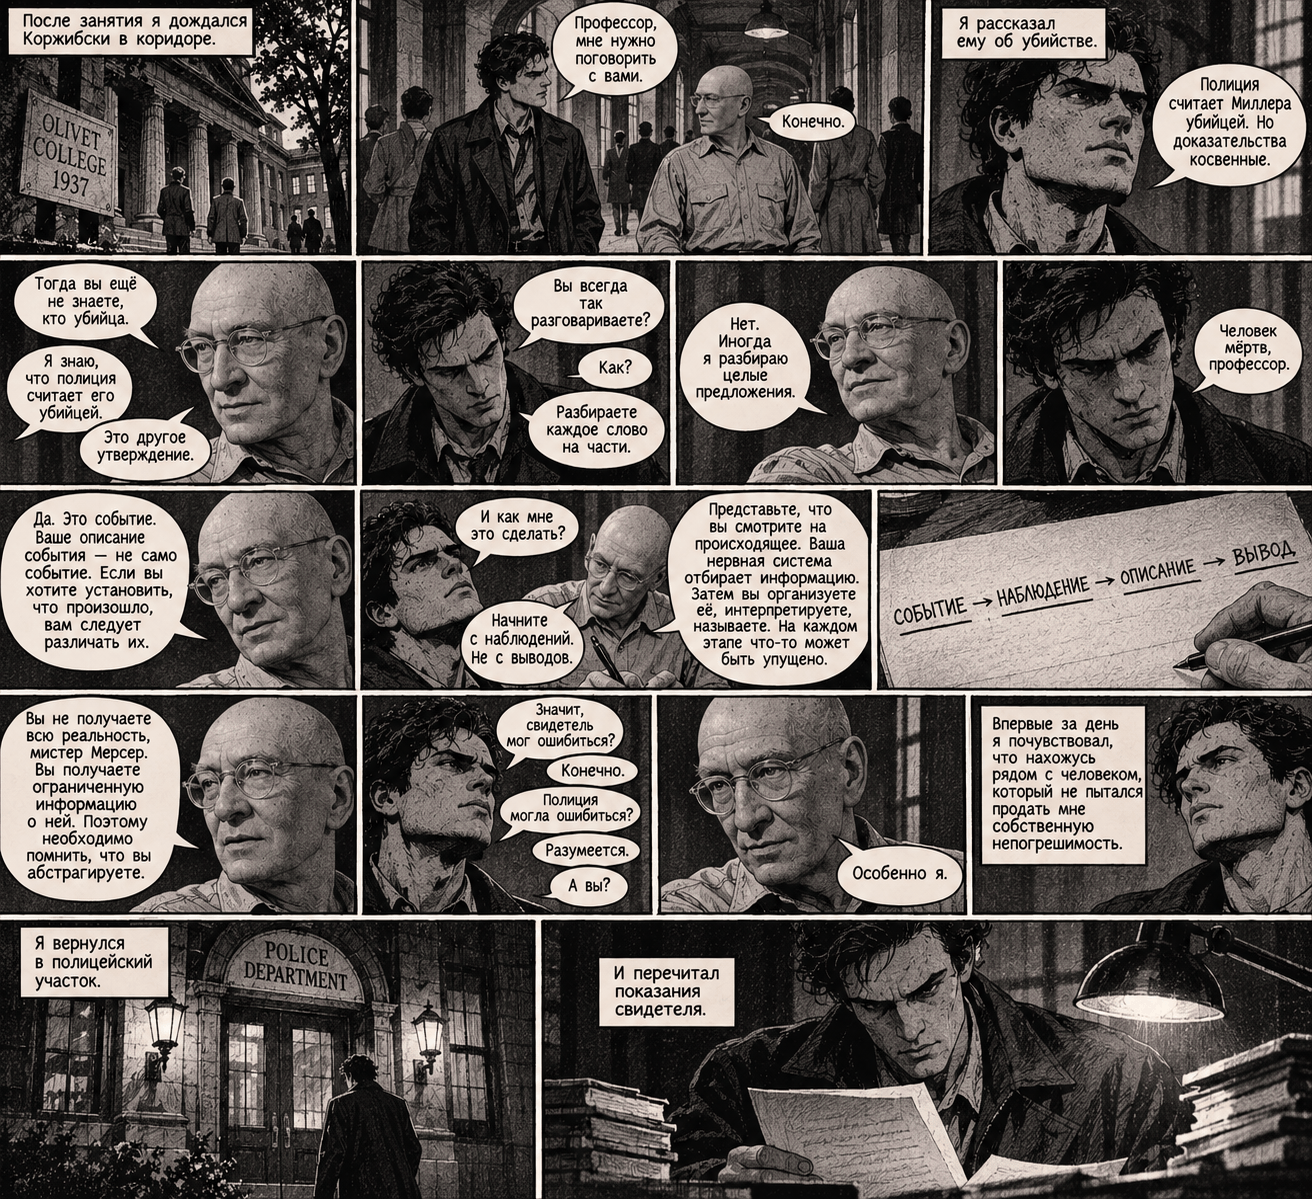 После занятия я дождался
Коржибски в коридоре.
OLIVET
COLLEGE
1937
Профессор,
мне нужно
поговорить
с вами.
Конечно.
Я рассказал
ему об убийстве.
Полиция
считает Миллера
убийцей. Но
доказательства
косвенные.
Тогда вы ещё
не знаете,
кто убийца.
Я знаю,
что полиция
считает его
убийцей.
Это другое
утверждение.
Вы всегда
так
разговариваете?
Как?
Разбираете
каждое слово
на части.
Нет.
Иногда
я разбираю
целые
предложения.
Человек
мёртв,
профессор.
Да. Это событие.
Ваше описание
события — не само
событие. Если вы
хотите установить,
что произошло,
вам следует
различать их.
И как мне
это сделать?
Начните
с наблюдений.
Не с выводов.
Представьте, что
вы смотрите на
происходящее. Ваша
нервная система
отбирает информацию.
Затем вы организуете
её, интерпретируете,
называете. На каждом
этапе что-то может
быть упущено.
СОБЫТИЕ → НАБЛЮДЕНИЕ → ОПИСАНИЕ → ВЫВОД
Вы не получаете
всю реальность,
мистер Мерсер.
Вы получаете
ограниченную
информацию
о ней. Поэтому
необходимо
помнить, что вы
абстрагируете.
Значит,
свидетель
мог ошибиться?
Конечно.
Полиция
могла ошибиться?
Разумеется.
А вы?
Особенно я.
Впервые за день
я почувствовал,
что нахожусь
рядом с человеком,
который не пытался
продать мне
собственную
непогрешимость.
Я вернулся
в полицейский
участок.
POLICE
DEPARTMENT
И перечитал
показания
свидетеля.